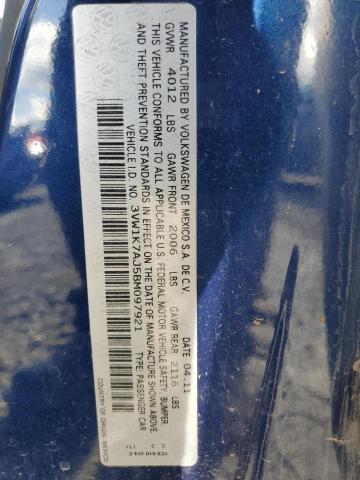 MANUFACTURED BY VOLKSWAGEN DE MEXICO S.A. DE C.V.
GVWR 4012 LBS GAWR FRONT 2006 LBS GAWR REAR 2116 LBS DATE 04.11
THIS VEHICLE CONFORMS TO ALL APPLICABLE U.S. FEDERAL MOTOR VEHICLE SAFETY, BUMPER,
AND THEFT PREVENTION STANDARDS IN EFFECT ON THE DATE OF MANUFACTURE SHOWN ABOVE.
VEHICLE I.D. NO. 3VW1K7AJ5BM097921 TYPE: PASSENGER CAR
COUNTRY OF ORIGIN: MEXICO